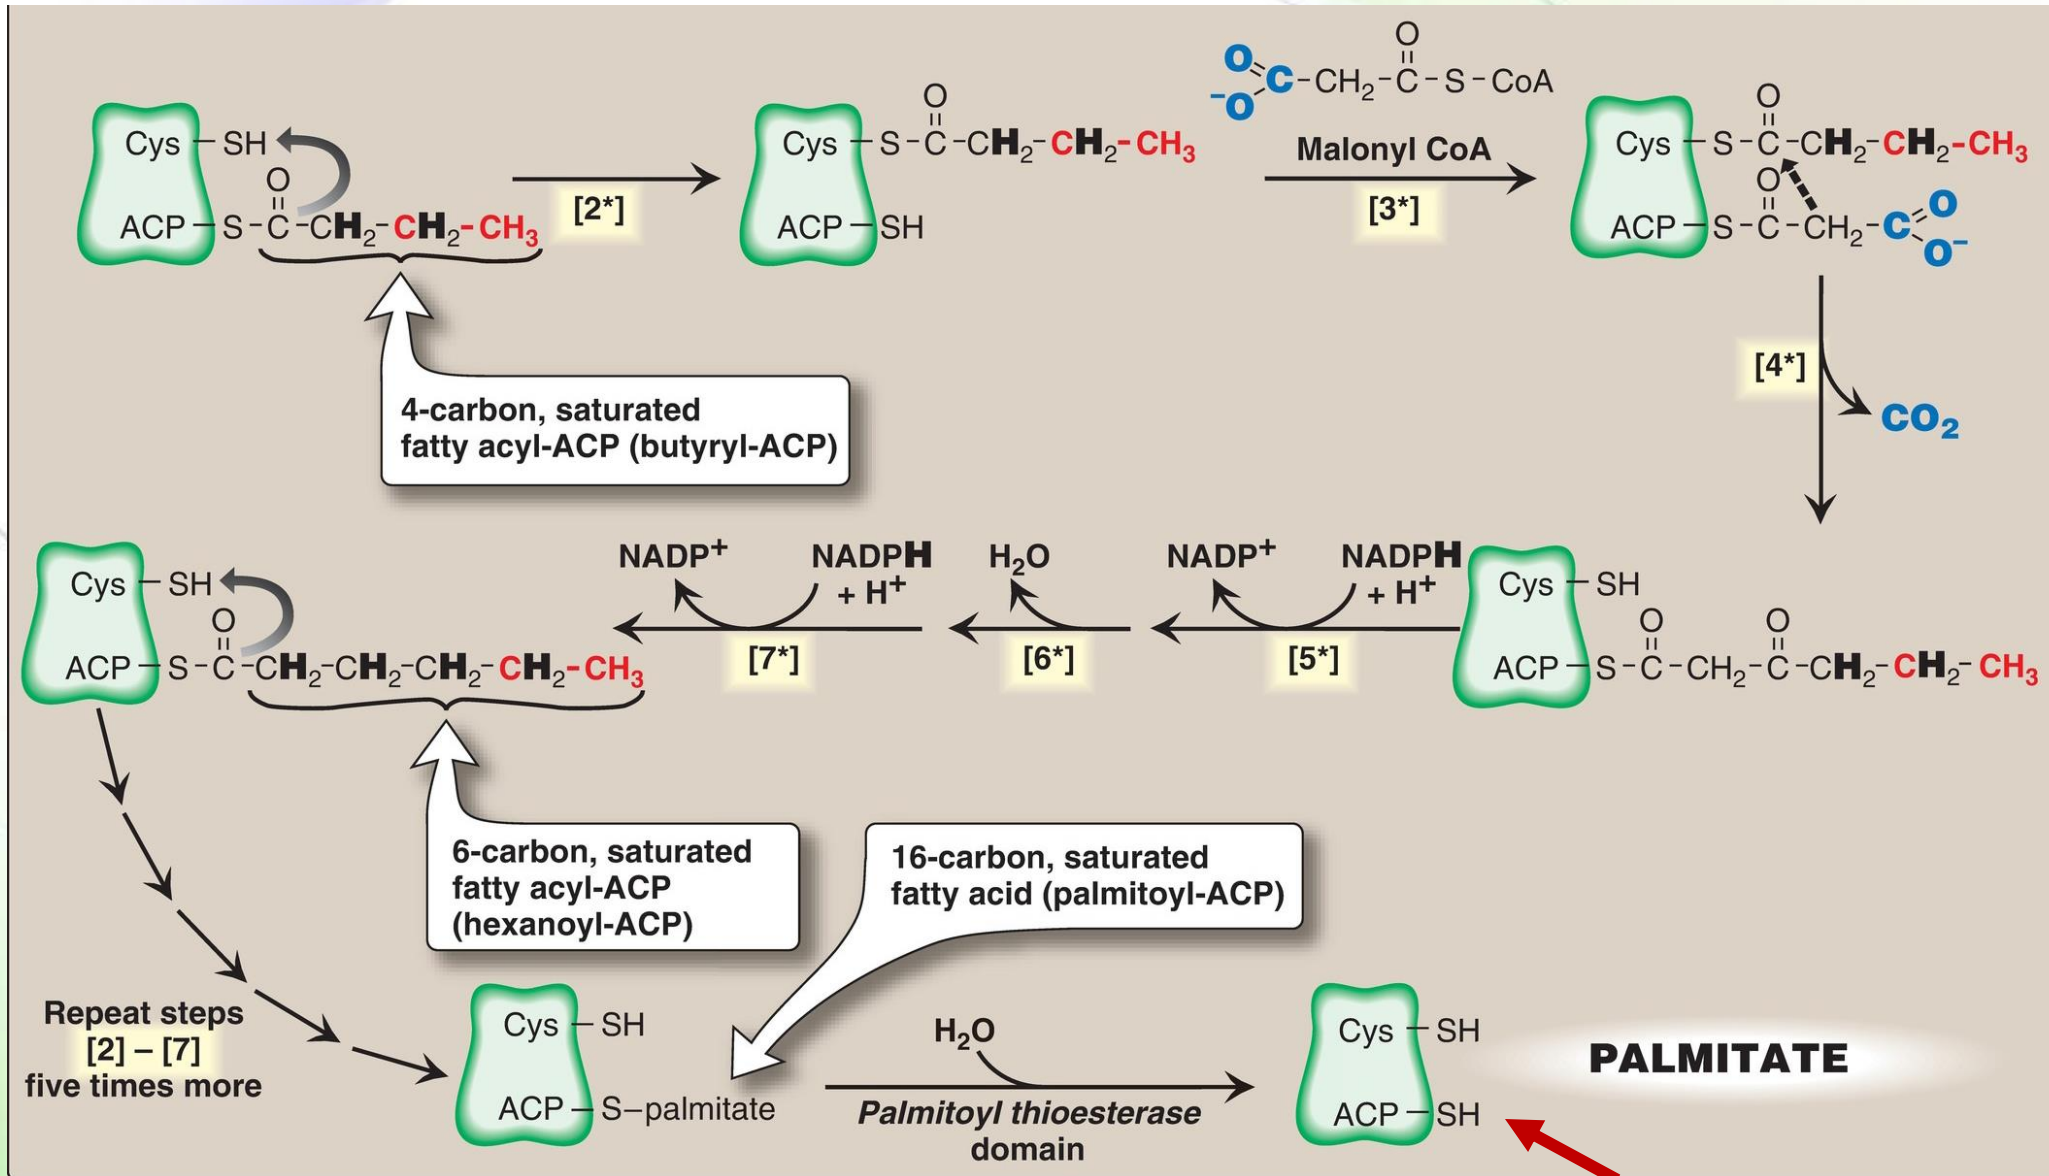 Cys – SH
O
ACP – S – C – CH₂ – CH₂ – CH₃
[2*]
O
Cys – S – C – CH₂ – CH₂ – CH₃
ACP – SH
O
O C – CH₂ – C – S – CoA
⁻O
Malonyl CoA
[3*]
O
Cys – S – C – CH₂ – CH₂ – CH₃
O
ACP – S – C – CH₂ – C O
O⁻
4-carbon, saturated
fatty acyl-ACP (butyryl-ACP)
[4*]
CO₂
Cys – SH
O O
ACP – S – C – CH₂ – C – CH₂ – CH₂ – CH₃
NADP⁺ NADPH
+ H⁺
[5*]
H₂O
[6*]
NADP⁺ NADPH
+ H⁺
[7*]
Cys – SH
O
ACP – S – C – CH₂ – CH₂ – CH₂ – CH₂ – CH₃
6-carbon, saturated
fatty acyl-ACP
(hexanoyl-ACP)
16-carbon, saturated
fatty acid (palmitoyl-ACP)
Repeat steps
[2] – [7]
five times more
Cys – SH
ACP – S–palmitate
H₂O
Palmitoyl thioesterase
domain
Cys – SH
ACP – SH
PALMITATE